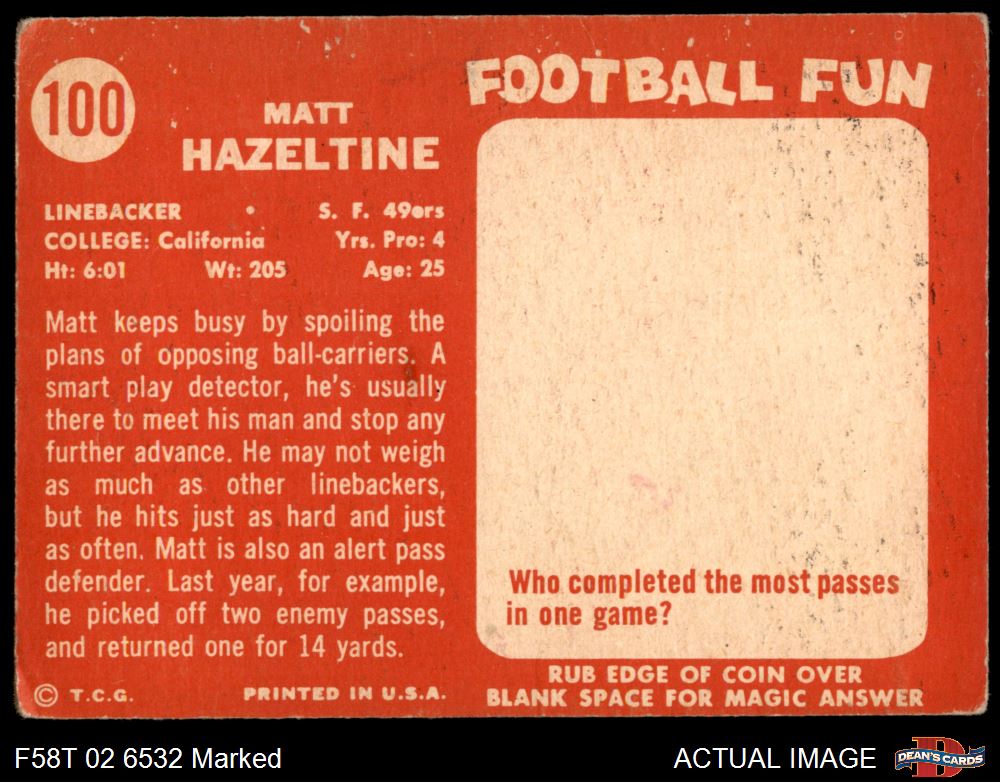 100
MATT
HAZELTINE
LINEBACKER • S. F. 49ers
COLLEGE: California Yrs. Pro: 4
Ht: 6:01 Wt: 205 Age: 25
Matt keeps busy by spoiling the
plans of opposing ball-carriers. A
smart play detector, he's usually
there to meet his man and stop any
further advance. He may not weigh
as much as other linebackers,
but he hits just as hard and just
as often. Matt is also an alert pass
defender. Last year, for example,
he picked off two enemy passes,
and returned one for 14 yards.
© T.C.G. PRINTED IN U.S.A.
FOOTBALL FUN
Who completed the most passes
in one game?
RUB EDGE OF COIN OVER
BLANK SPACE FOR MAGIC ANSWER
F58T 02 6532 Marked
ACTUAL IMAGE
D
DEAN'S CARDS